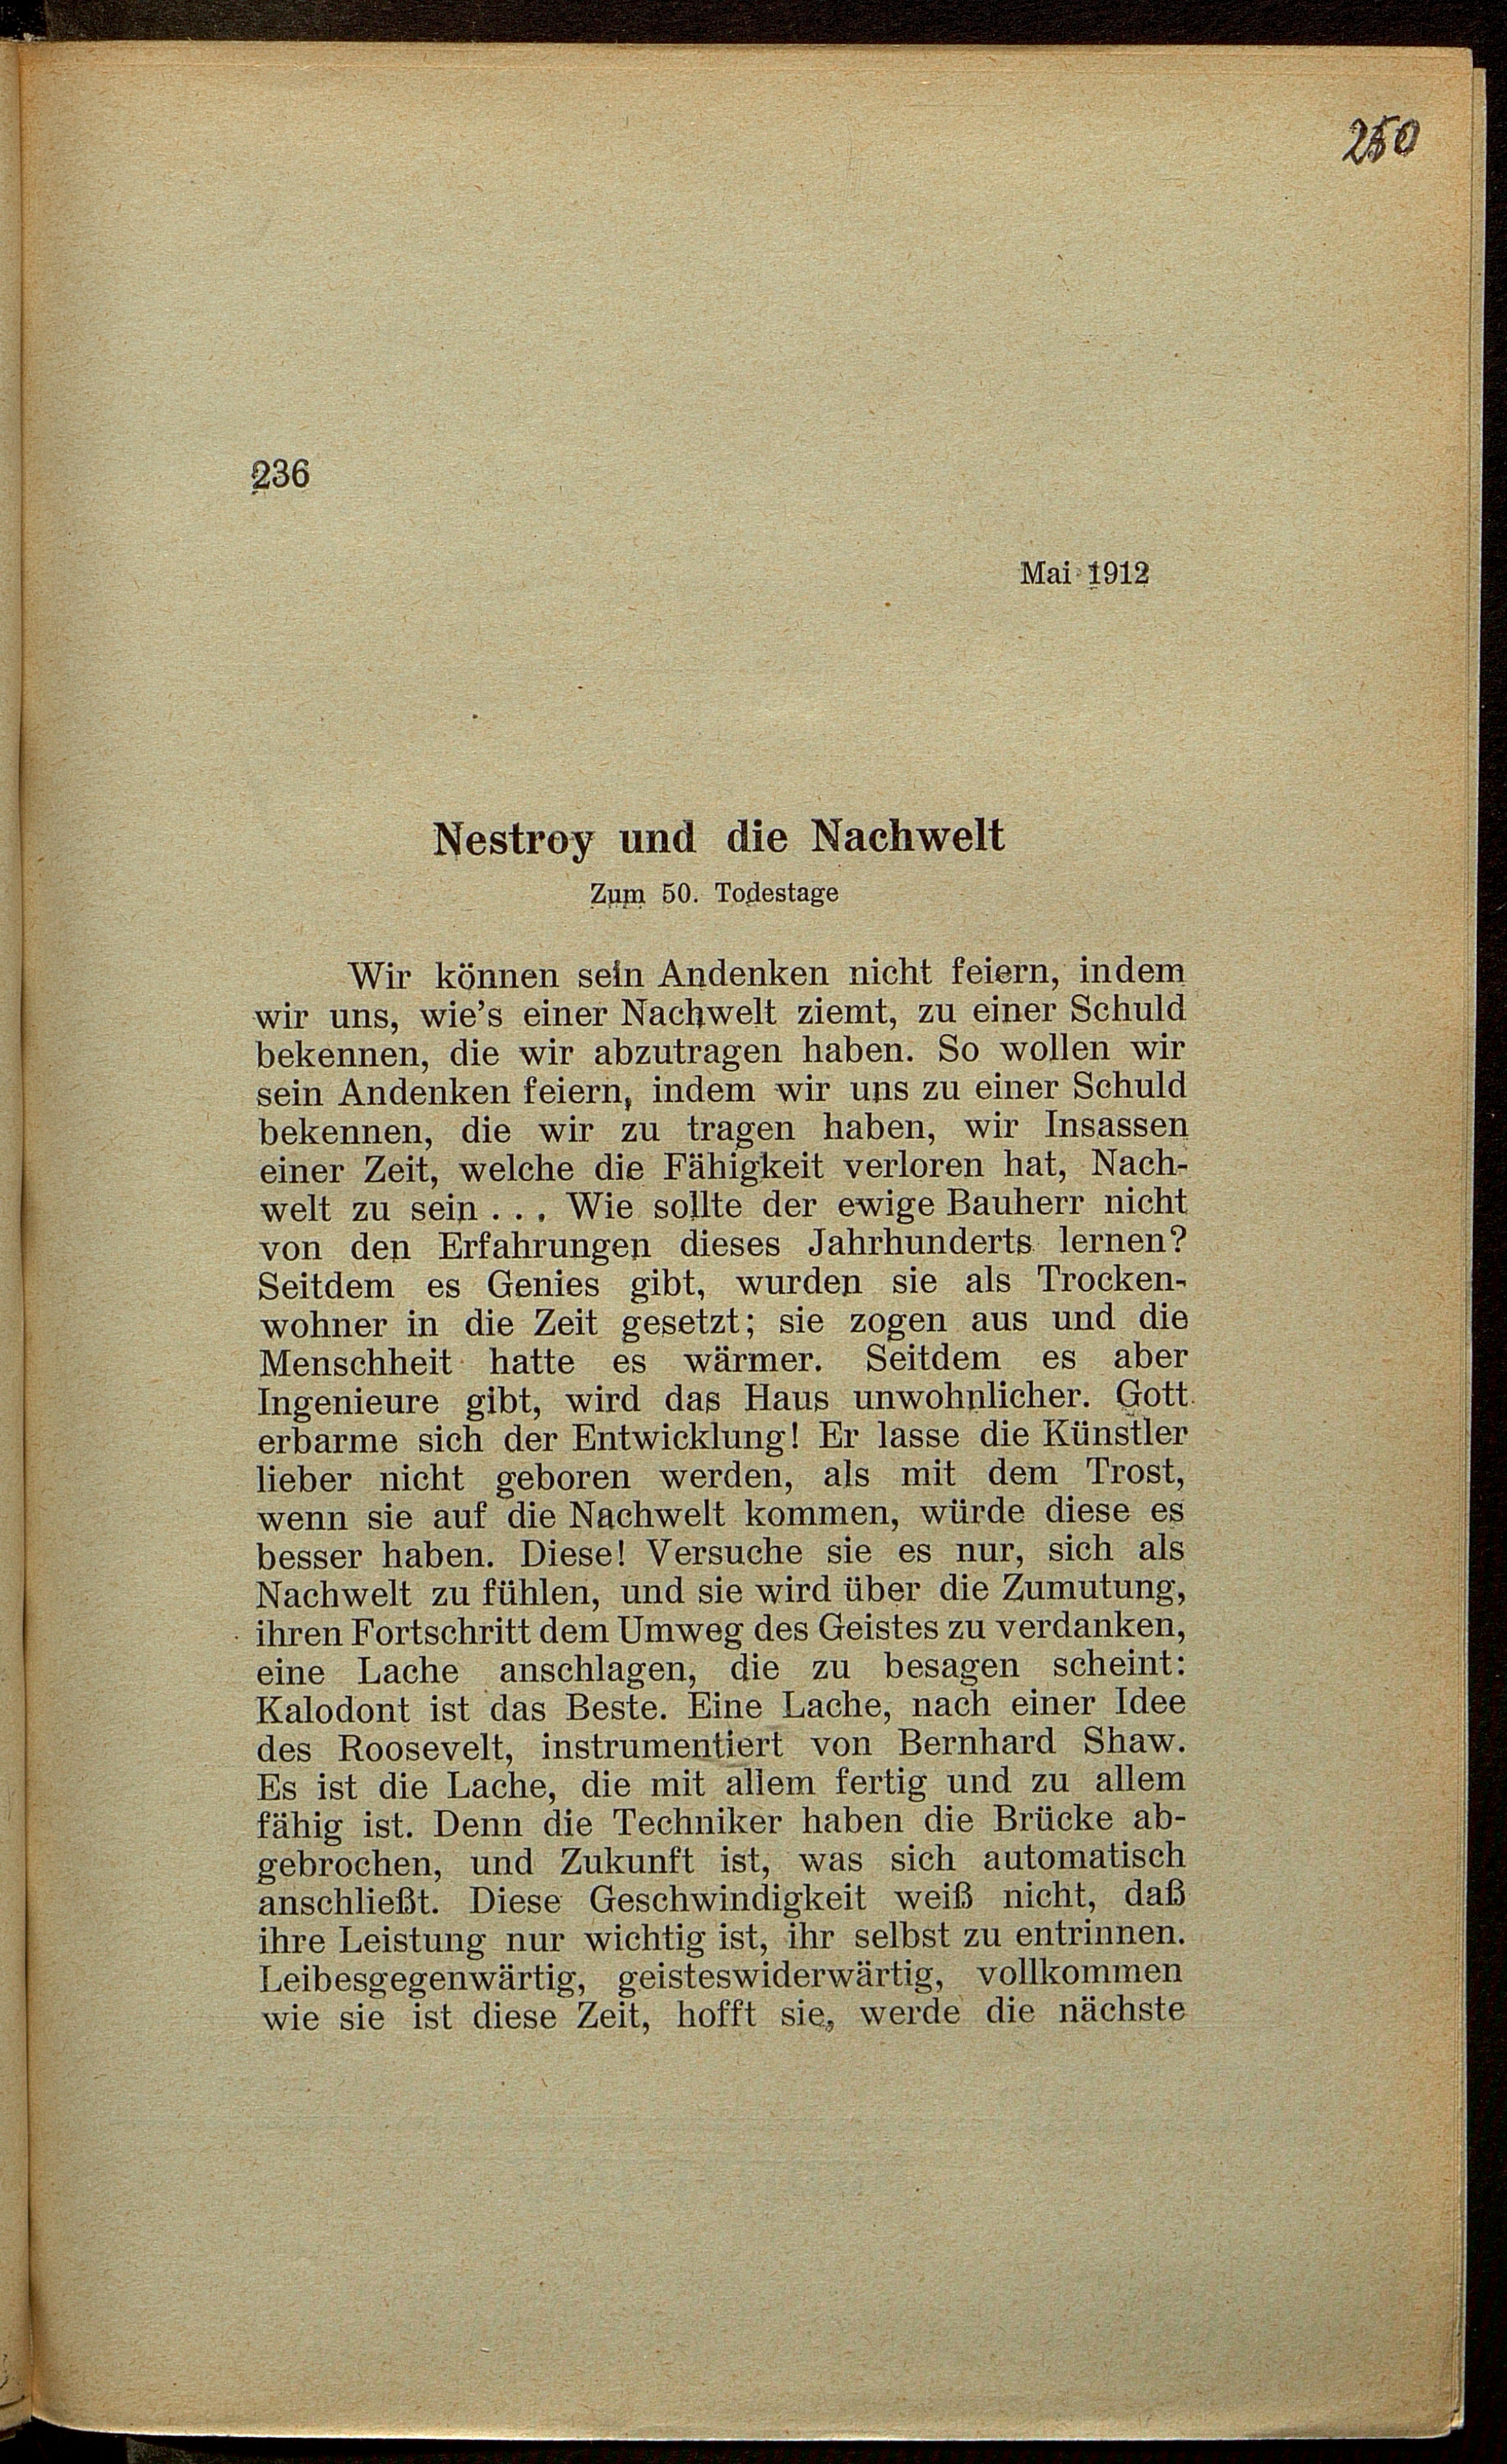 250
236
Mai 1912
Nestroy und die Nachwelt
Zum 50. Todestage
Wir können sein Andenken nicht feiern, indem
wir uns, wie's einer Nachwelt ziemt, zu einer Schuld
bekennen, die wir abzutragen haben. So wollen wir
sein Andenken feiern, indem wir uns zu einer Schuld
bekennen, die wir zu tragen haben, wir Insassen
einer Zeit, welche die Fähigkeit verloren hat, Nach-
welt zu sein . . . Wie sollte der ewige Bauherr nicht
von den Erfahrungen dieses Jahrhunderts lernen?
Seitdem es Genies gibt, wurden sie als Trocken-
wohner in die Zeit gesetzt; sie zogen aus und die
Menschheit hatte es wärmer. Seitdem es aber
Ingenieure gibt, wird das Haus unwohnlicher. Gott
erbarme sich der Entwicklung! Er lasse die Künstler
lieber nicht geboren werden, als mit dem Trost,
wenn sie auf die Nachwelt kommen, würde diese es
besser haben. Diese! Versuche sie es nur, sich als
Nachwelt zu fühlen, und sie wird über die Zumutung,
ihren Fortschritt dem Umweg des Geistes zu verdanken,
eine Lache anschlagen, die zu besagen scheint:
Kalodont ist das Beste. Eine Lache, nach einer Idee
des Roosevelt, instrumentiert von Bernhard Shaw.
Es ist die Lache, die mit allem fertig und zu allem
fähig ist. Denn die Techniker haben die Brücke ab-
gebrochen, und Zukunft ist, was sich automatisch
anschließt. Diese Geschwindigkeit weiß nicht, daß
ihre Leistung nur wichtig ist, ihr selbst zu entrinnen.
Leibesgegenwärtig, geisteswiderwärtig, vollkommen
wie sie ist diese Zeit, hofft sie, werde die nächste